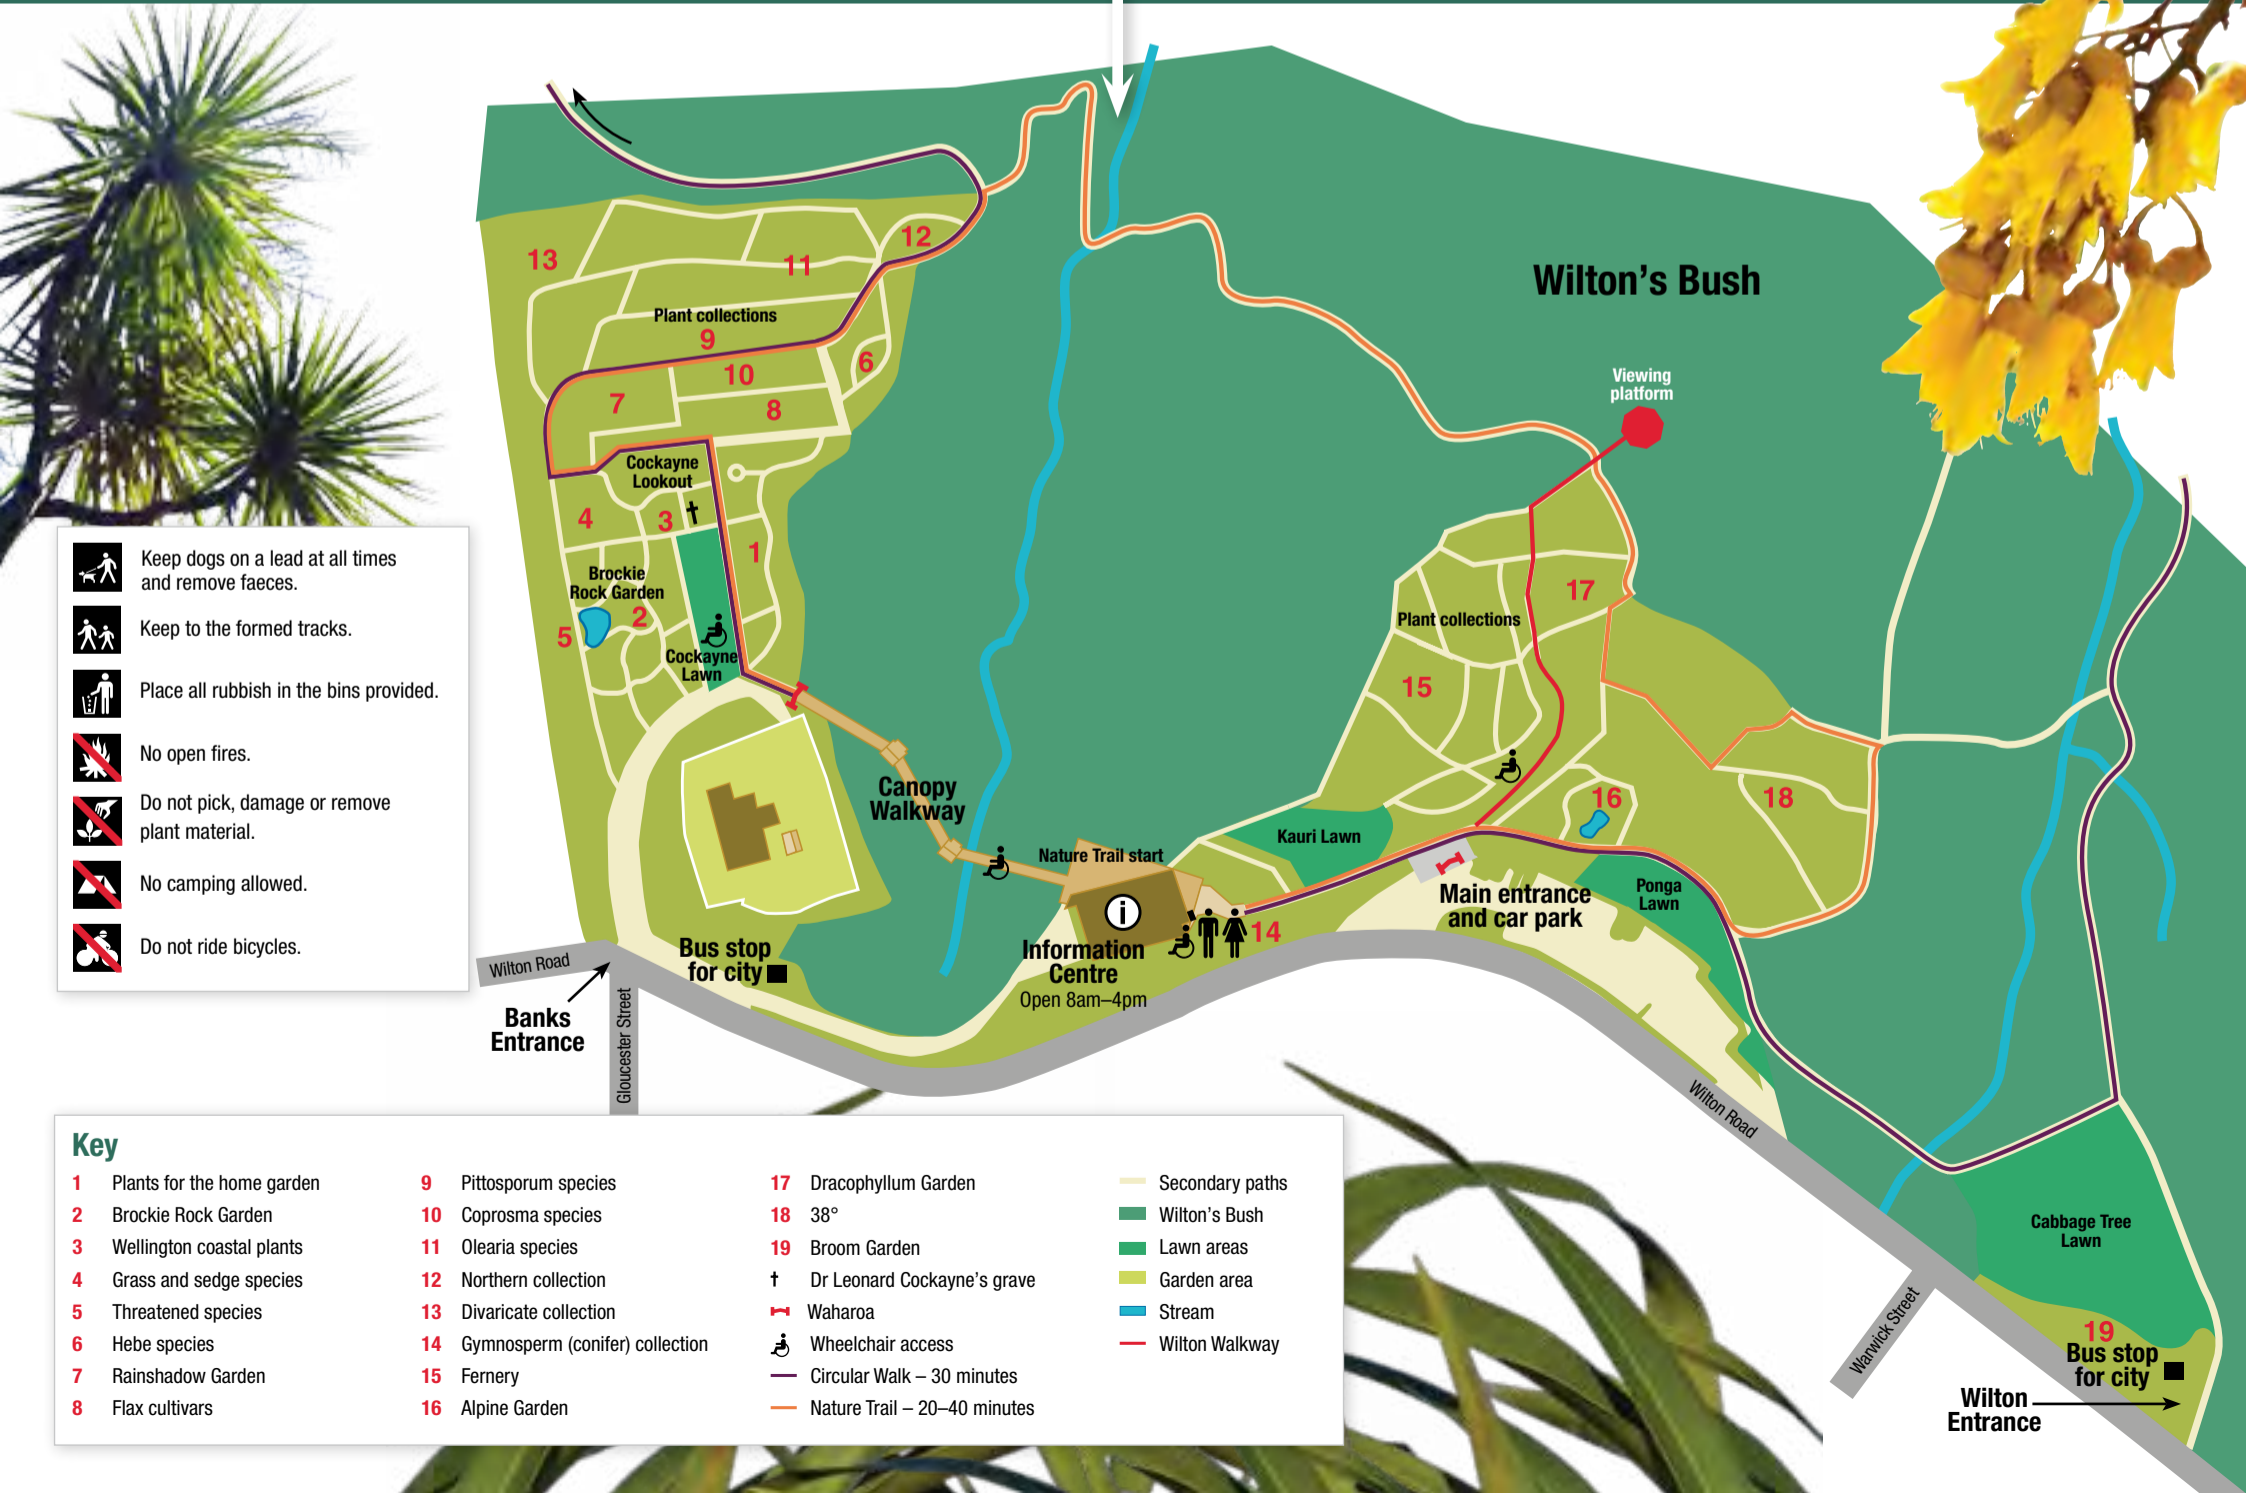 Wilton's Bush
Viewing
platform
13
12
11
Plant collections
9
6
10
7
8
Cockayne
Lookout
4
3
1
Brockie
Rock Garden
2
5
Cockayne
Lawn
17
Plant collections
15
16
18
Canopy
Walkway
Kauri Lawn
Nature Trail start
i
Information
Centre
Open 8am–4pm
14
Main entrance
and car park
Ponga
Lawn
Bus stop
for city
Wilton Road
Banks
Entrance
Gloucester Street
Wilton Road
Cabbage Tree
Lawn
Warwick Street
19
Bus stop
for city
Wilton
Entrance
Keep dogs on a lead at all times
and remove faeces.
Keep to the formed tracks.
Place all rubbish in the bins provided.
No open fires.
Do not pick, damage or remove
plant material.
No camping allowed.
Do not ride bicycles.
Key
1 Plants for the home garden
2 Brockie Rock Garden
3 Wellington coastal plants
4 Grass and sedge species
5 Threatened species
6 Hebe species
7 Rainshadow Garden
8 Flax cultivars
9 Pittosporum species
10 Coprosma species
11 Olearia species
12 Northern collection
13 Divaricate collection
14 Gymnosperm (conifer) collection
15 Fernery
16 Alpine Garden
17 Dracophyllum Garden
18 38°
19 Broom Garden
Dr Leonard Cockayne's grave
Waharoa
Wheelchair access
Circular Walk – 30 minutes
Nature Trail – 20–40 minutes
Secondary paths
Wilton's Bush
Lawn areas
Garden area
Stream
Wilton Walkway